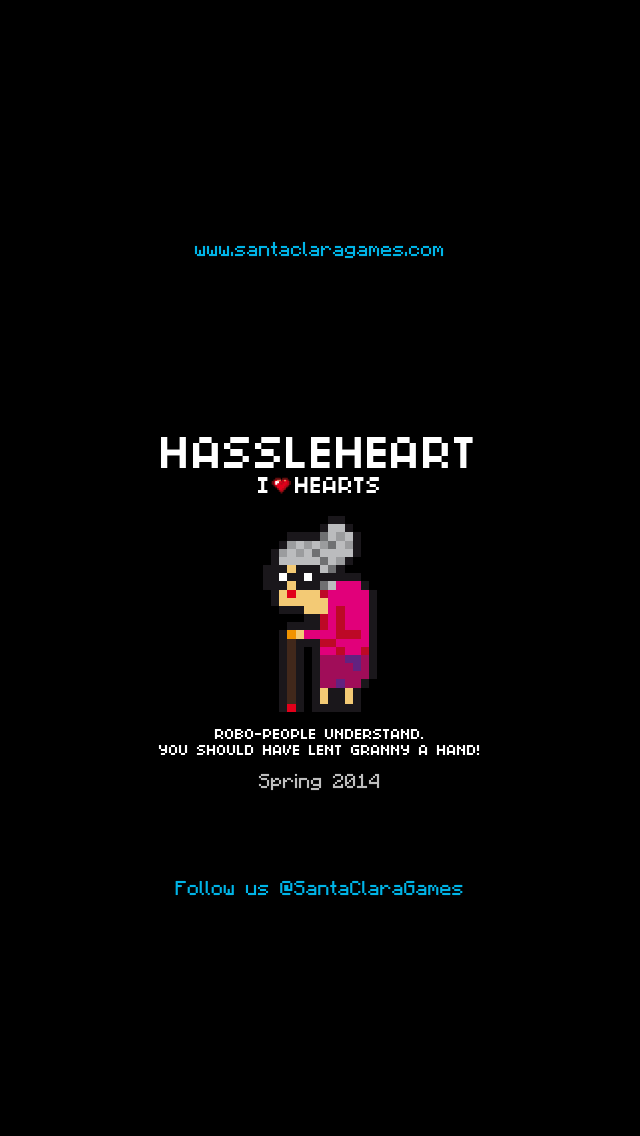 www.santaclaragames.com
HASSLEHEART
I ❤ HEARTS
ROBO-PEOPLE UNDERSTAND.
YOU SHOULD HAVE LENT GRANNY A HAND!
Spring 2014
Follow us @SantaClaraGames